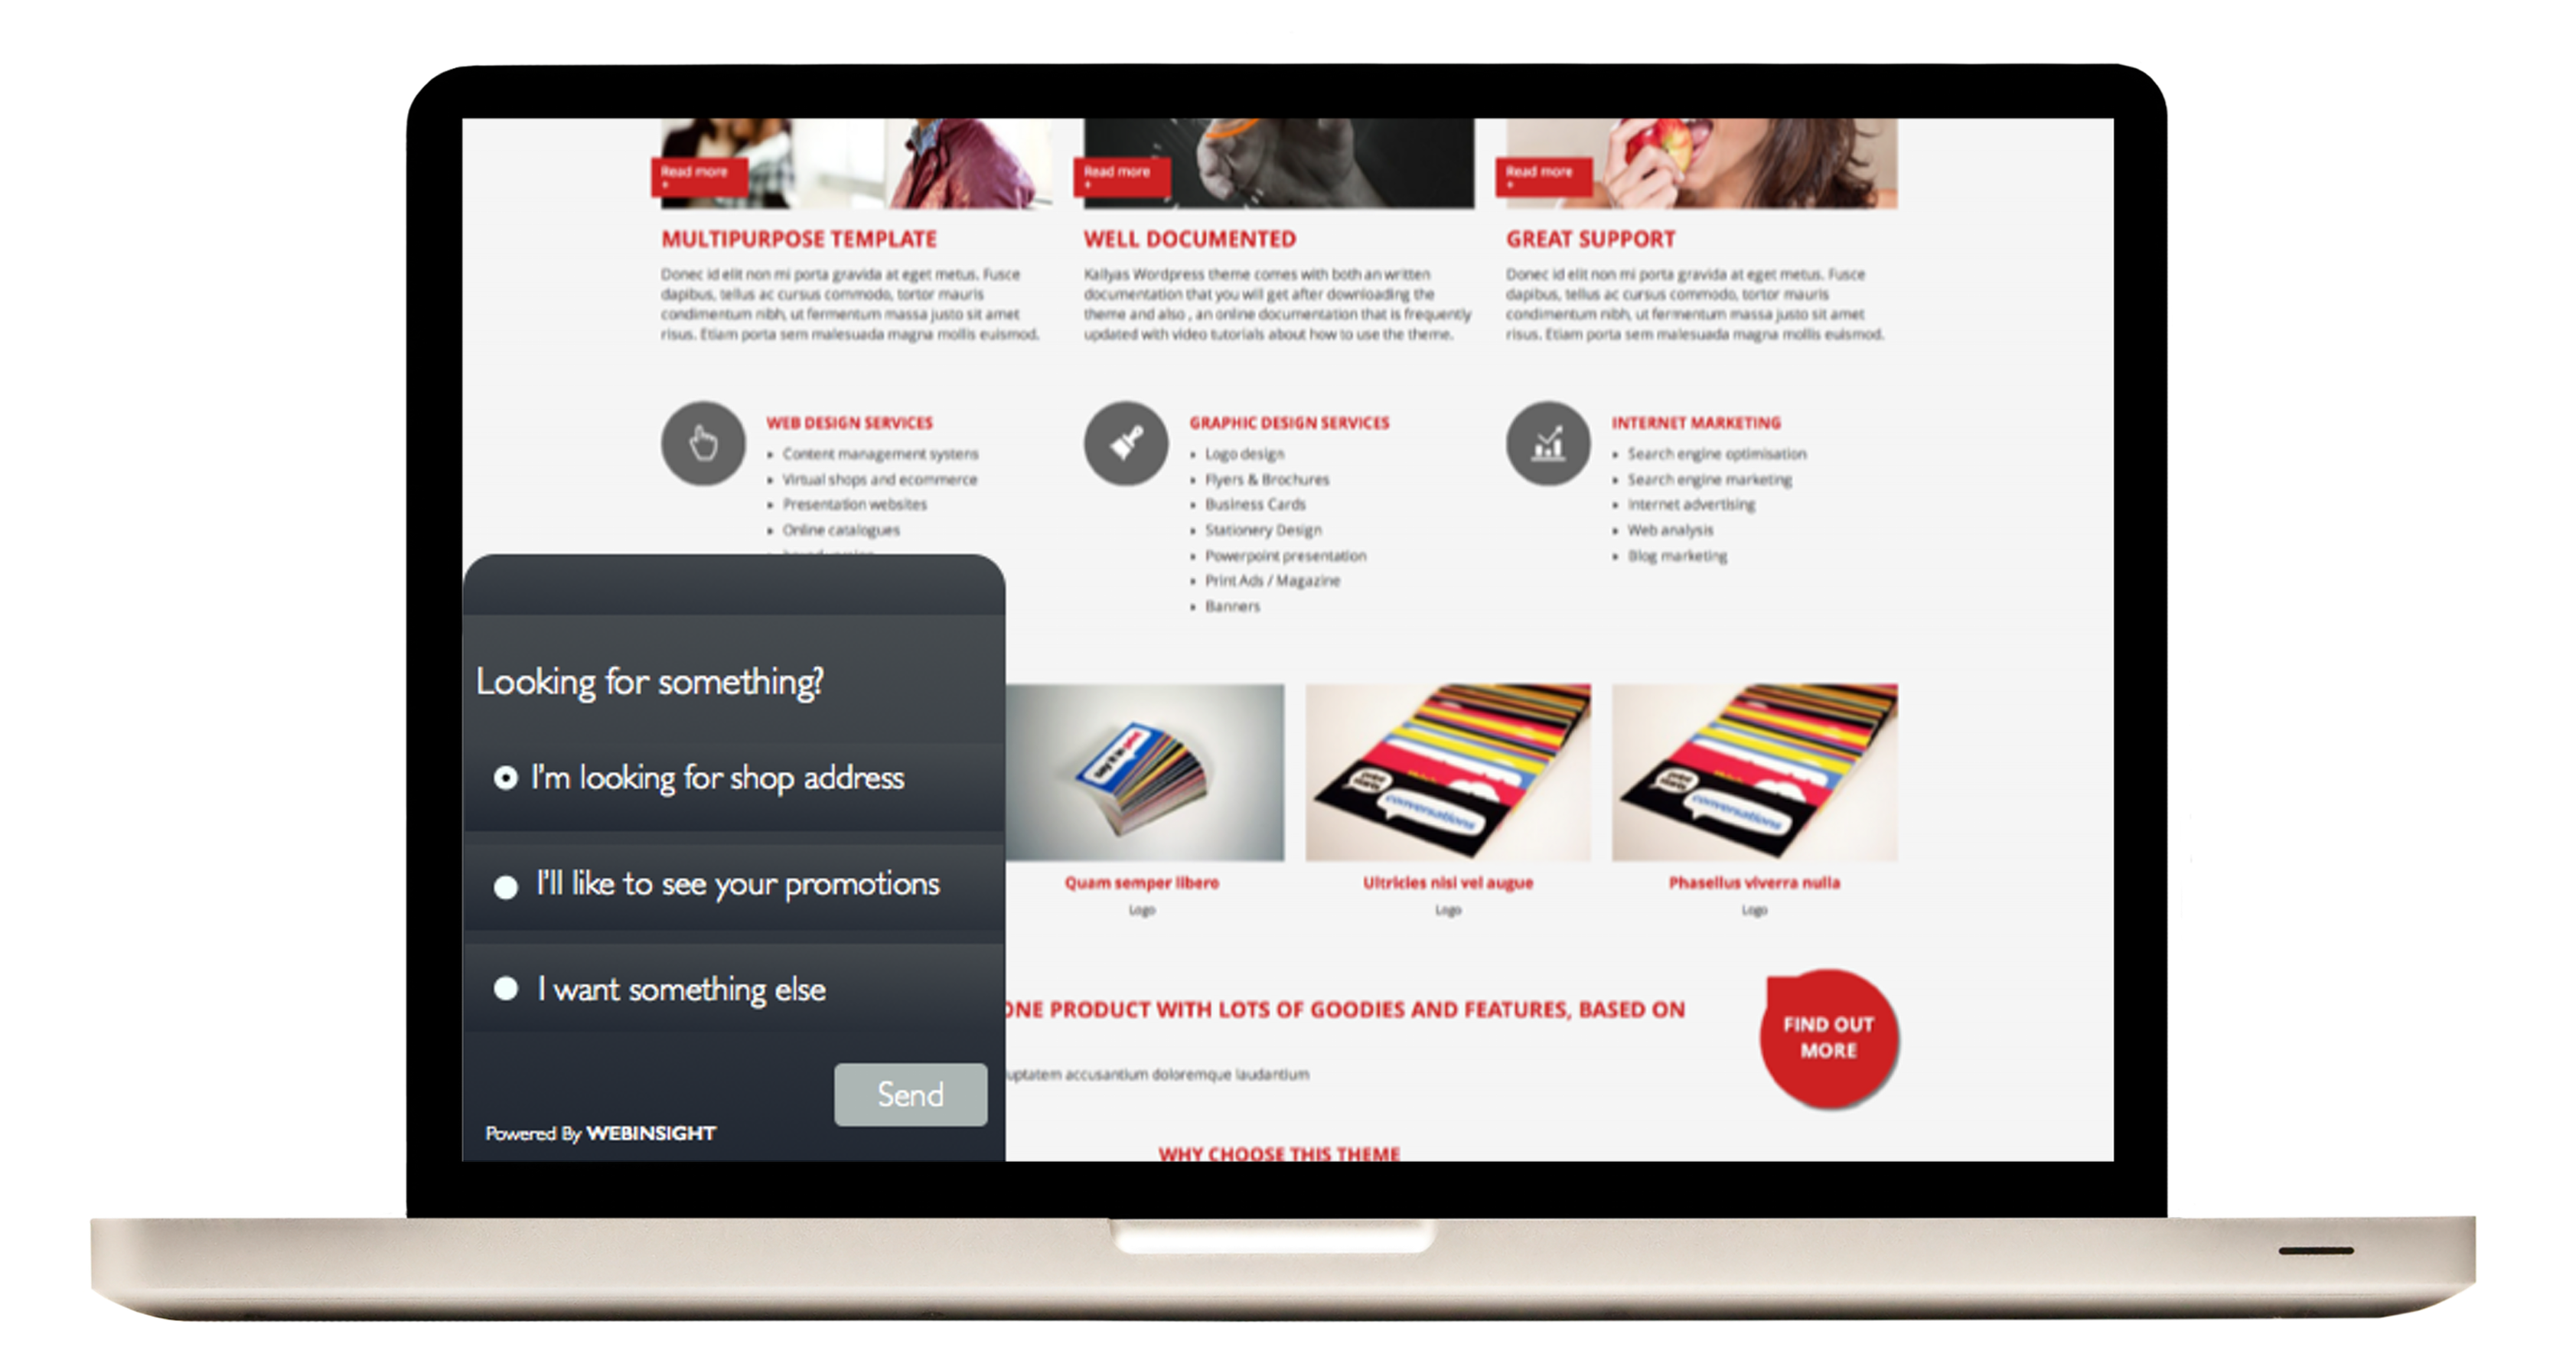 Read more
+
Read more
+
Read more
+
MULTIPURPOSE TEMPLATE
Donec id elit non mi porta gravida at eget metus. Fusce
dapibus, tellus ac cursus commodo, tortor mauris
condimentum nibh, ut fermentum massa justo sit amet
risus. Etiam porta sem malesuada magna mollis euismod.
WELL DOCUMENTED
Kallyas Wordpress theme comes with both an written
documentation that you will get after downloading the
theme and also , an online documentation that is frequently
updated with video tutorials about how to use the theme.
GREAT SUPPORT
Donec id elit non mi porta gravida at eget metus. Fusce
dapibus, tellus ac cursus commodo, tortor mauris
condimentum nibh, ut fermentum massa justo sit amet
risus. Etiam porta sem malesuada magna mollis euismod.
WEB DESIGN SERVICES
Content management systens
Virtual shops and ecommerce
Presentation websites
Online catalogues
GRAPHIC DESIGN SERVICES
Logo design
Flyers & Brochures
Business Cards
Stationery Design
Powerpoint presentation
Print Ads / Magazine
Banners
INTERNET MARKETING
Search engine optimisation
Search engine marketing
Internet advertising
Web analysis
Blog marketing
Looking for something?
I'm looking for shop address
I'll like to see your promotions
I want something else
Send
Powered By WEBINSIGHT
conversations
conversations
Quam semper libero
Logo
Ultricies nisi vel augue
Logo
Phasellus viverra nulla
Logo
ONE PRODUCT WITH LOTS OF GOODIES AND FEATURES, BASED ON
uptatem accusantium doloremque laudantium
FIND OUT
MORE
WHY CHOOSE THIS THEME